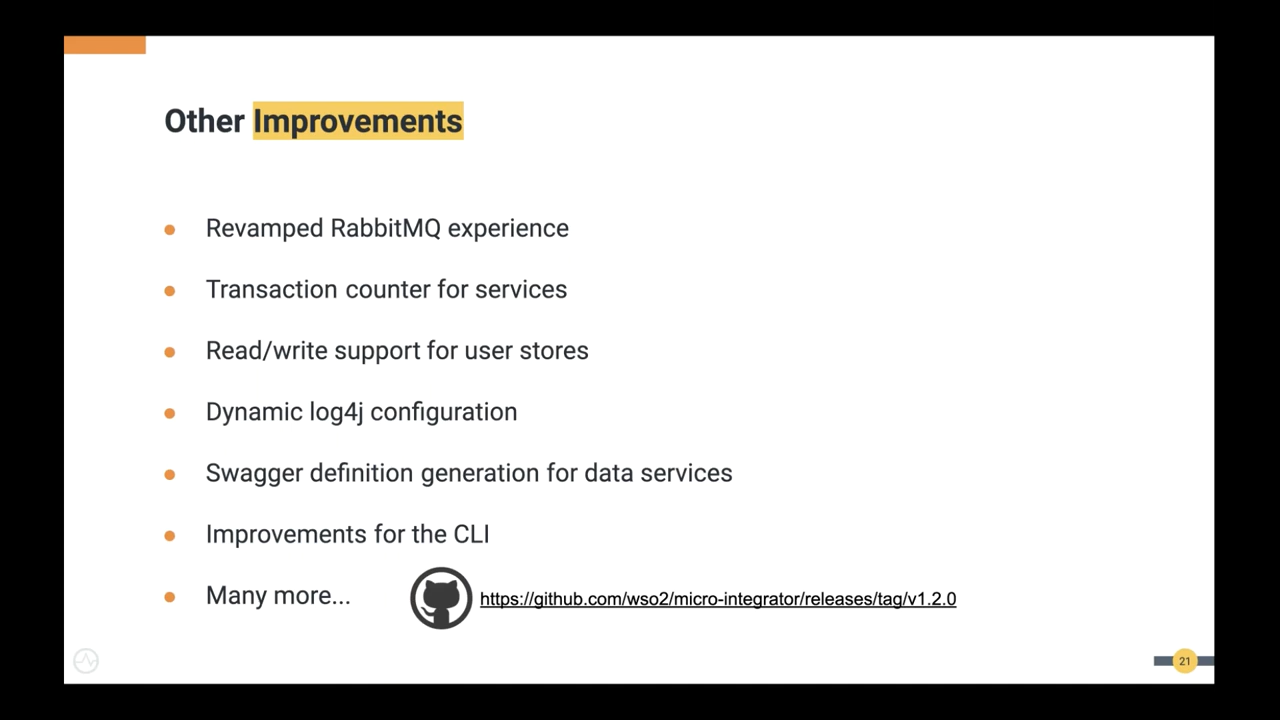 Other Improvements
Revamped RabbitMQ experience
Transaction counter for services
Read/write support for user stores
Dynamic log4j configuration
Swagger definition generation for data services
Improvements for the CLI
Many more... https://github.com/wso2/micro-integrator/releases/tag/v1.2.0
21